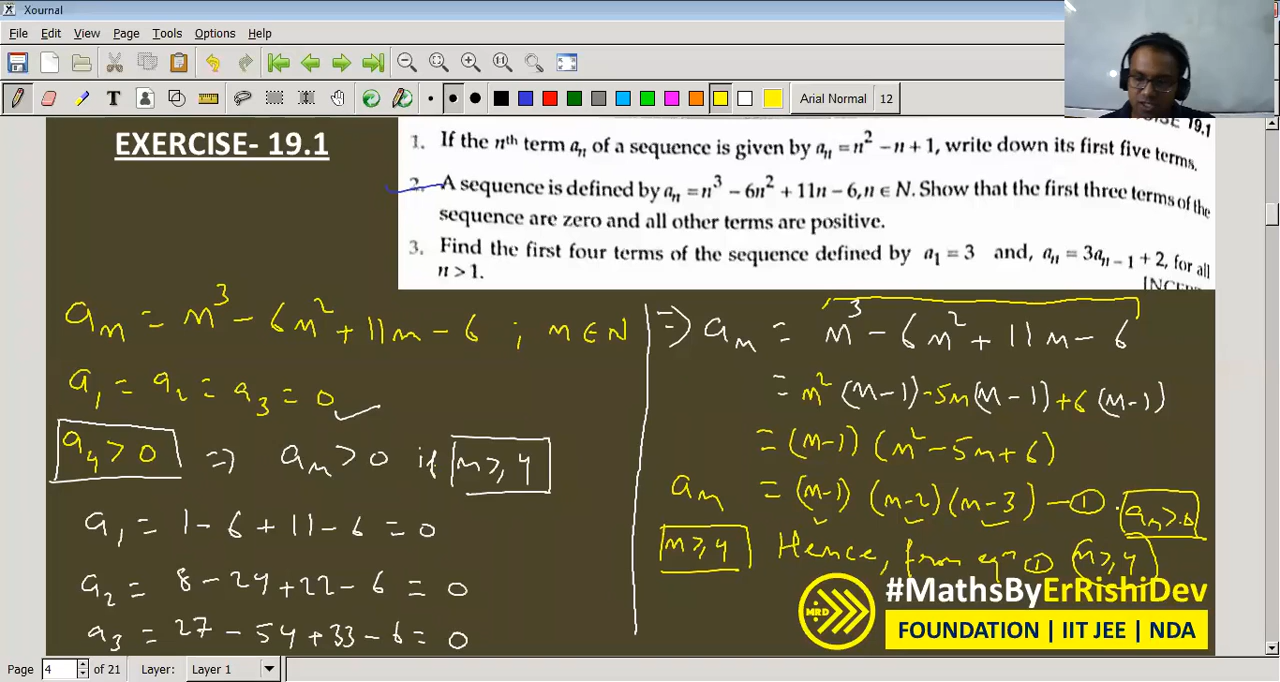 Xournal
File Edit View Page Tools Options Help
Arial Normal 12
EXERCISE- 19.1
19.1
1. If the nth term aₙ of a sequence is given by aₙ = n² − n + 1, write down its first five terms.
2. A sequence is defined by aₙ = n³ − 6n² + 11n − 6, n ∈ N. Show that the first three terms of the
sequence are zero and all other terms are positive.
3. Find the first four terms of the sequence defined by a₁ = 3 and, aₙ = 3aₙ₋₁ + 2, for all
n > 1.
aₙ = n³ − 6n² + 11n − 6 ; n ∈ N
a₁ = a₂ = a₃ = 0
a₄ > 0 ⇒ aₙ > 0 if n ≥, 4
a₁ = 1 − 6 + 11 − 6 = 0
a₂ = 8 − 24 + 22 − 6 = 0
a₃ = 27 − 54 + 33 − 6 = 0
⇒ aₙ = n³ − 6n² + 11n − 6
= n² (n−1) − 5n (n−1) + 6 (n−1)
= (n−1) (n² − 5n + 6)
aₙ = (n−1) (n−2) (n−3) — ① . aₙ >0
n ≥, 4 Hence, from eqⁿ ① (n ≥, 4)
MRD
#MathsByErRishiDev
FOUNDATION | IIT JEE | NDA
Page 4 of 21 Layer: Layer 1